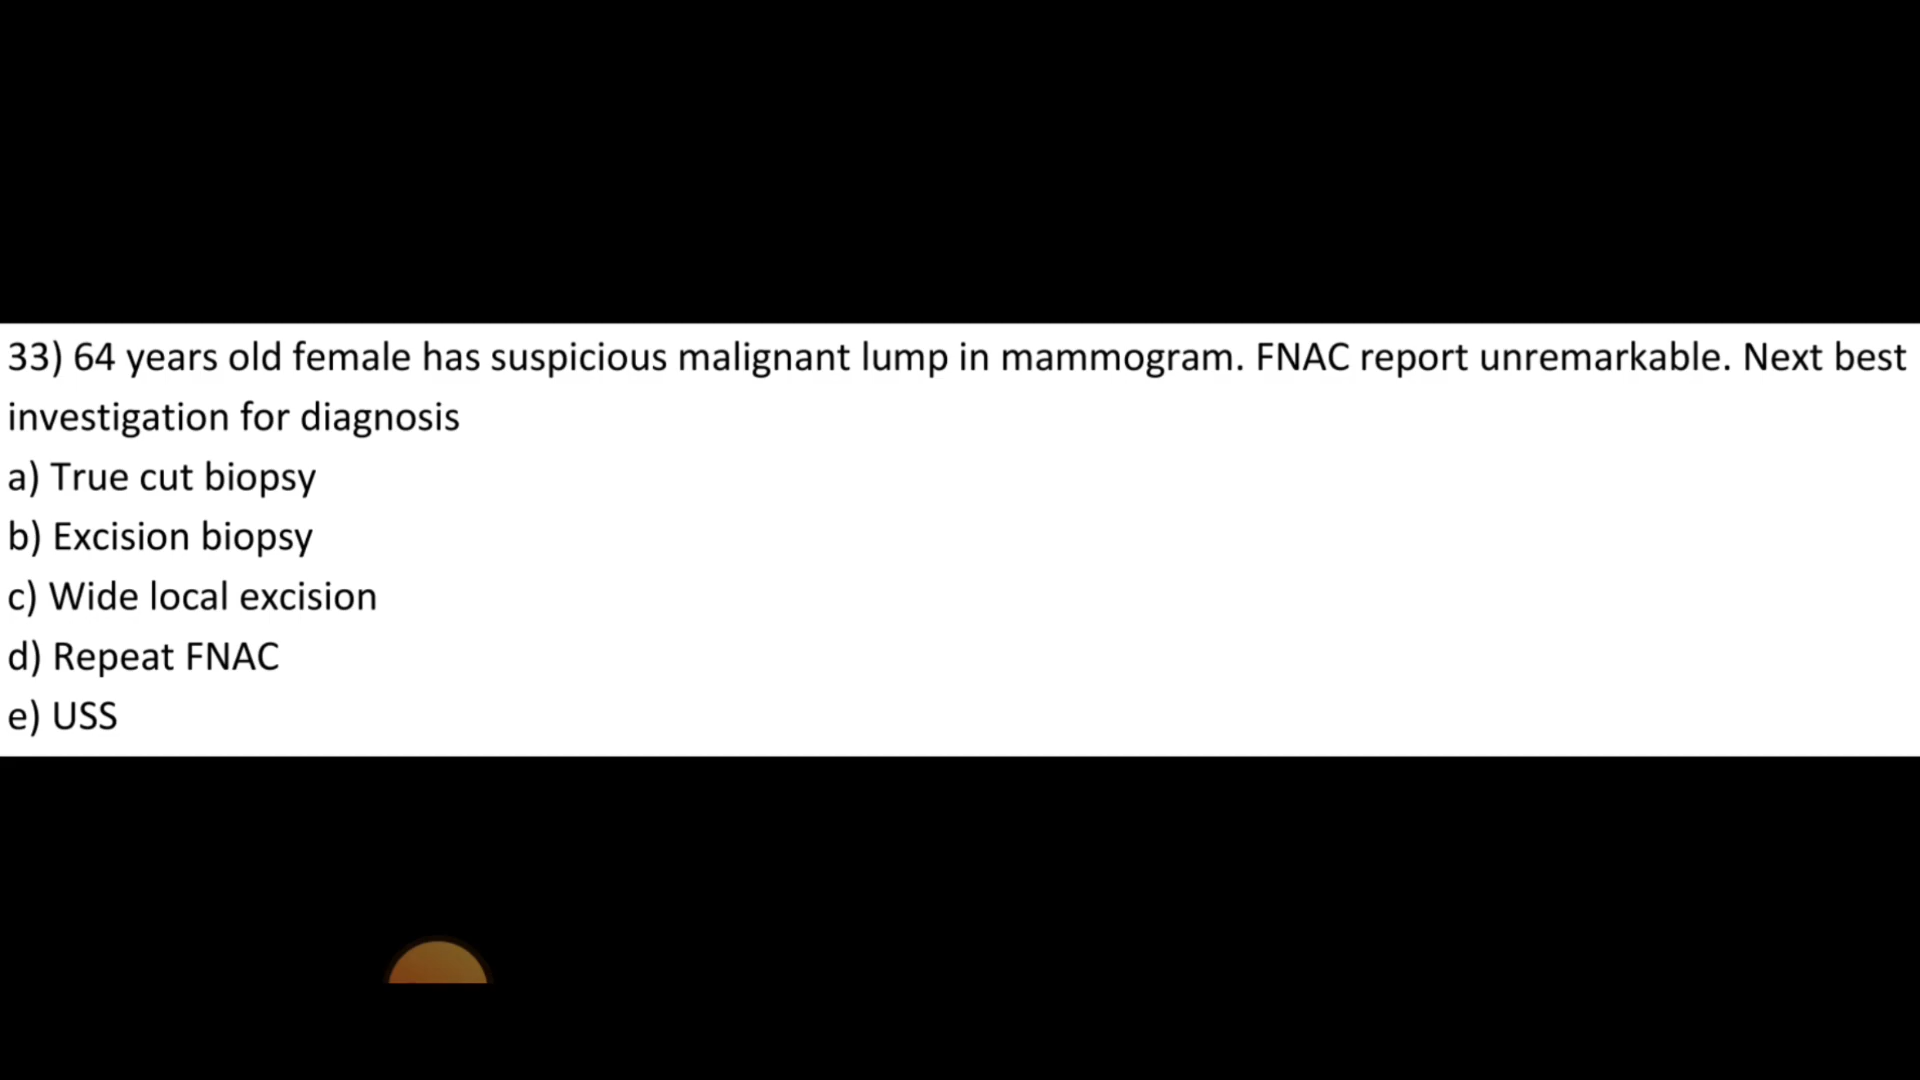 33) 64 years old female has suspicious malignant lump in mammogram. FNAC report unremarkable. Next best
investigation for diagnosis
a) True cut biopsy
b) Excision biopsy
c) Wide local excision
d) Repeat FNAC
e) USS